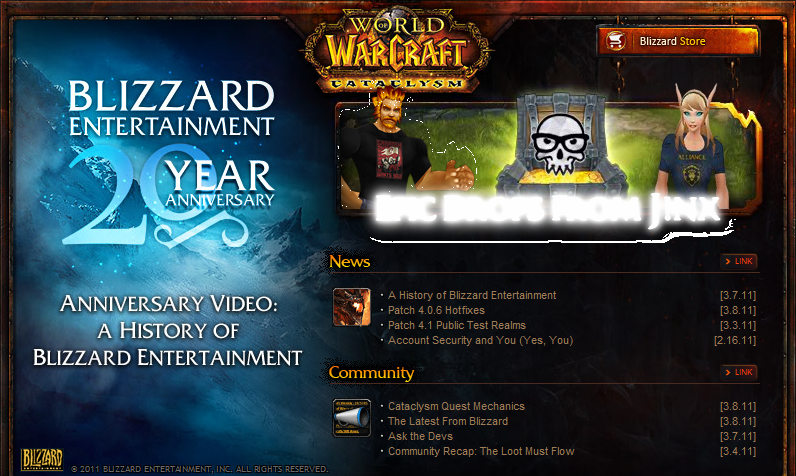 BLIZZARD
ENTERTAINMENT
20 YEAR
ANNIVERSARY
ANNIVERSARY VIDEO:
A HISTORY OF
BLIZZARD ENTERTAINMENT
BLIZZARD
ENTERTAINMENT
© 2011 BLIZZARD ENTERTAINMENT, INC. ALL RIGHTS RESERVED.
WORLD
OF
WARCRAFT
CATACLYSM
Blizzard Store
ALLIANCE
EPIC DROPS FROM JINX
News
LINK
• A History of Blizzard Entertainment [3.7.11]
• Patch 4.0.6 Hotfixes [3.8.11]
• Patch 4.1 Public Test Realms [3.3.11]
• Account Security and You (Yes, You) [2.16.11]
Community
LINK
• Cataclysm Quest Mechanics [3.8.11]
• The Latest From Blizzard [3.8.11]
• Ask the Devs [3.7.11]
• Community Recap: The Loot Must Flow [3.4.11]